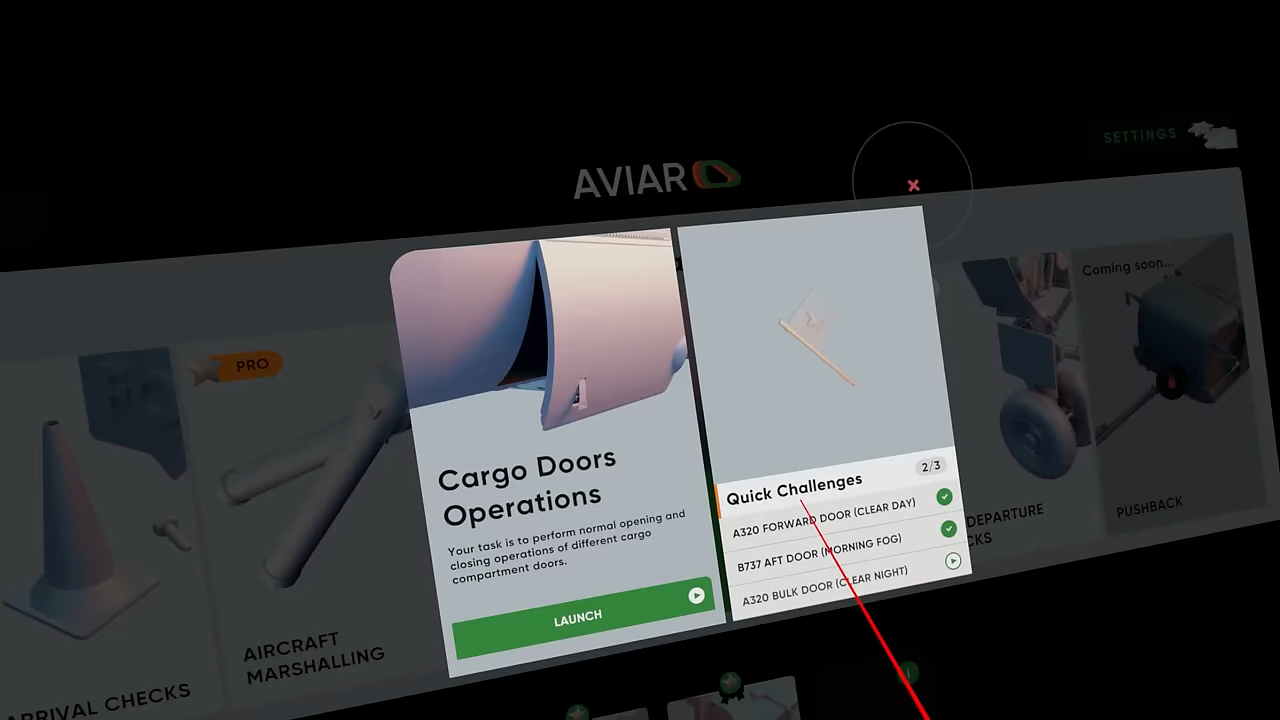 SETTINGS
AVIAR
Coming soon...
PRO
Cargo Doors
Operations
Your task is to perform normal opening and
closing operations of different cargo
compartment doors.
LAUNCH
Quick Challenges
2/3
A320 FORWARD DOOR (CLEAR DAY)
B737 AFT DOOR (MORNING FOG)
A320 BULK DOOR (CLEAR NIGHT)
DEPARTURE
PUSHBACK
AIRCRAFT
MARSHALLING
CHECKS